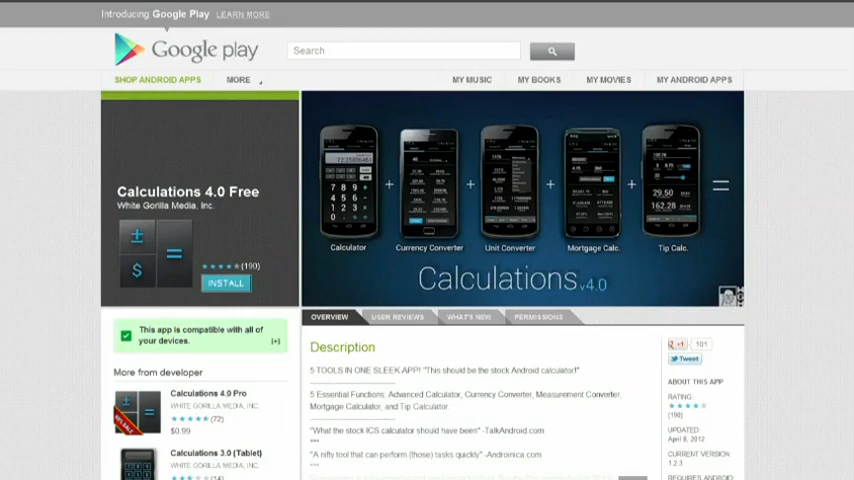 Introducing Google Play LEARN MORE
Google play
Search
SHOP ANDROID APPS MORE MY MUSIC MY BOOKS MY MOVIES MY ANDROID APPS
Calculations 4.0 Free
White Gorilla Media, Inc.
(190)
INSTALL
Calculator Currency Converter Unit Converter Mortgage Calc. Tip Calc.
Calculations v4.0
This app is compatible with all of
your devices.
[+]
More from developer
Calculations 4.0 Pro
WHITE GORILLA MEDIA, INC.
(72)
$0.99
Calculations 3.0 (Tablet)
WHITE GORILLA MEDIA, INC.
(14)
OVERVIEW USER REVIEWS WHAT'S NEW PERMISSIONS
Description
5 TOOLS IN ONE SLEEK APP! "This should be the stock Android calculator!"
5 Essential Functions: Advanced Calculator, Currency Converter, Measurement Converter,
Mortgage Calculator, and Tip Calculator.
"What the stock ICS calculator should have been" -TalkAndroid.com
***
"A nifty tool that can perform (those) tasks quickly" -Androinica.com
***
+1 101
Tweet
ABOUT THIS APP
RATING:
(190)
UPDATED:
April 8, 2012
CURRENT VERSION:
1.2.3
REQUIRES ANDROID: